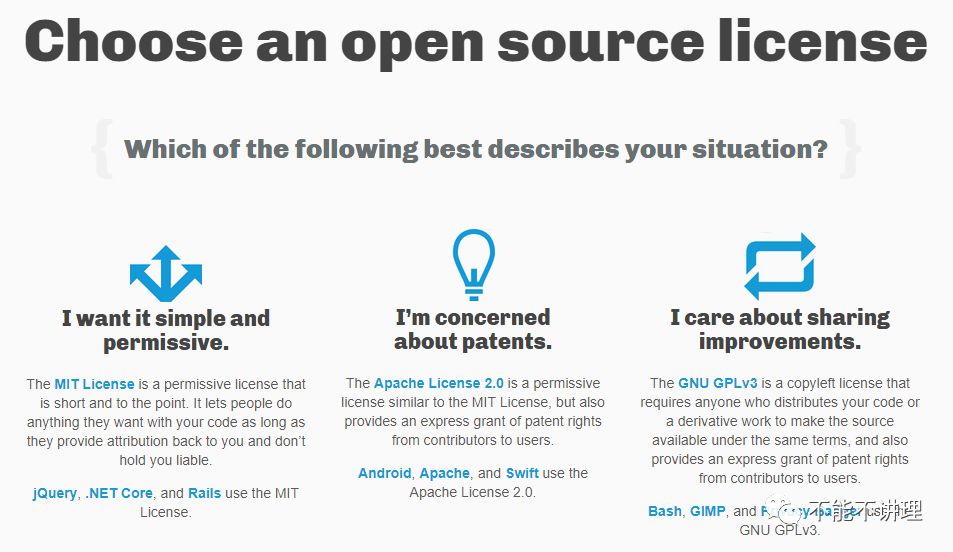 Choose an open source license
{ Which of the following best describes your situation? }
I want it simple and
permissive.
The MIT License is a permissive license that
is short and to the point. It lets people do
anything they want with your code as long as
they provide attribution back to you and don't
hold you liable.
jQuery, .NET Core, and Rails use the MIT
License.
I'm concerned
about patents.
The Apache License 2.0 is a permissive
license similar to the MIT License, but also
provides an express grant of patent rights
from contributors to users.
Android, Apache, and Swift use the
Apache License 2.0.
I care about sharing
improvements.
The GNU GPLv3 is a copyleft license that
requires anyone who distributes your code or
a derivative work to make the source
available under the same terms, and also
provides an express grant of patent rights
from contributors to users.
Bash, GIMP, and
GNU GPLv3.
不能不讲理